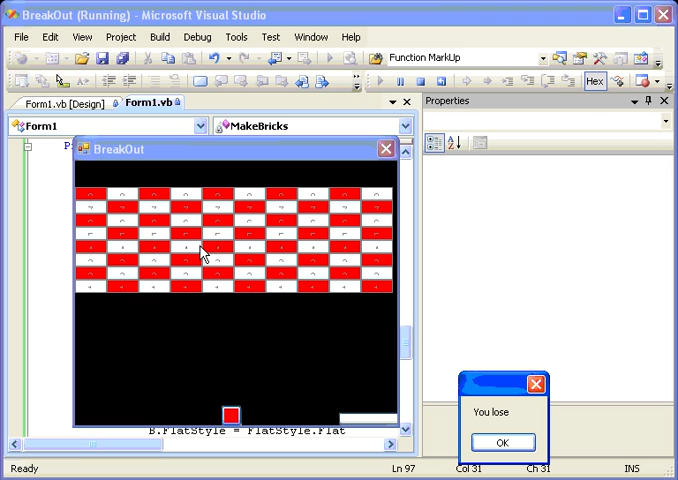 BreakOut (Running) - Microsoft Visual Studio
File Edit View Project Build Debug Tools Test Window Help
Function MarkUp
Hex
Form1.vb [Design] Form1.vb
Properties
Form1 MakeBricks
BreakOut
You lose
OK
B.FlatStyle = FlatStyle.Flat
Ready Ln 97 Col 31 Ch 31 INS